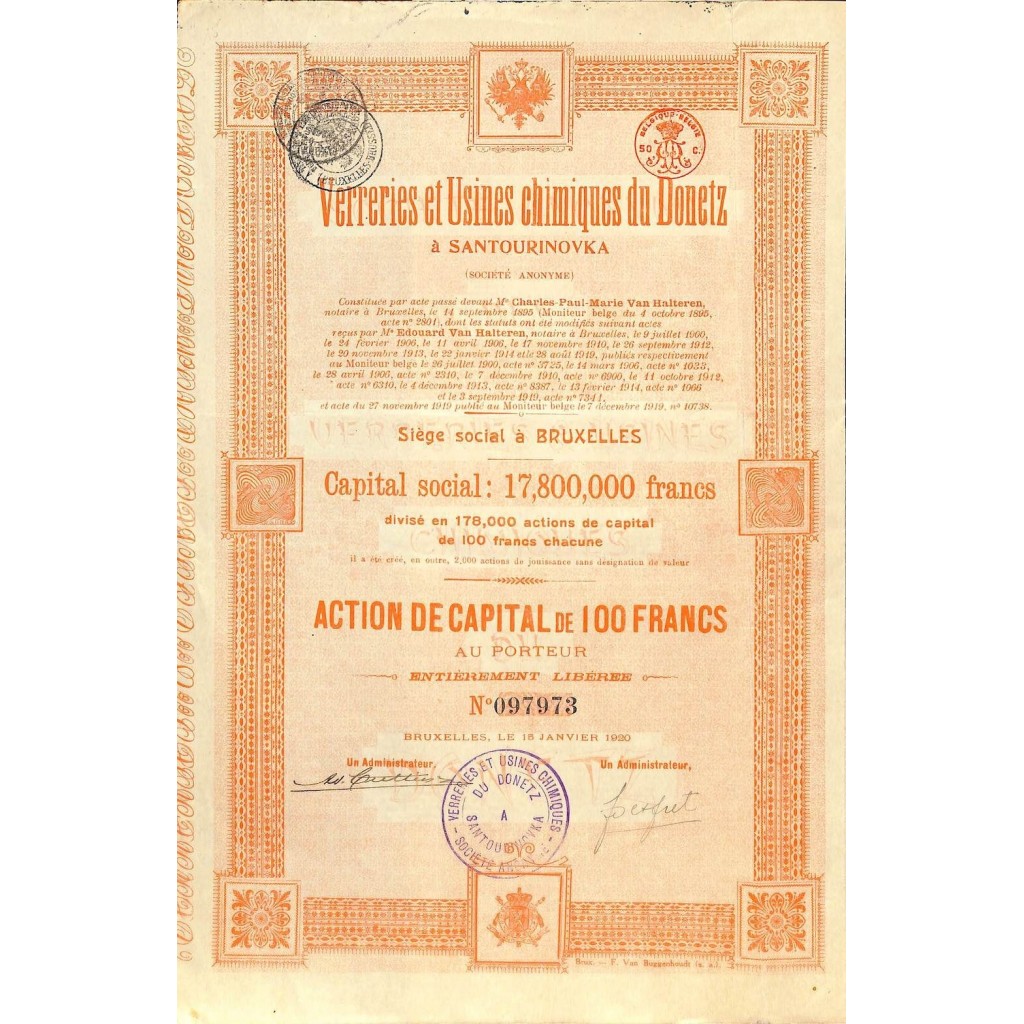 BELGIQUE-BELGIE
50 C.
Verreries et Usines chimiques du Donetz
à SANTOURINOVKA
(SOCIÉTÉ ANONYME)
Constituée par acte passé devant Me Charles-Paul-Marie Van Halteren,
notaire à Bruxelles, le 14 septembre 1895 (Moniteur belge du 4 octobre 1895,
acte no 2801), dont les statuts ont été modifiés suivant actes
reçus par Me Edouard Van Halteren, notaire à Bruxelles, le 9 juillet 1900,
le 24 février 1906, le 11 avril 1906, le 17 novembre 1910, le 26 septembre 1912,
le 20 novembre 1913, le 22 janvier 1914 et le 28 août 1919, publiés respectivement
au Moniteur belge le 26 juillet 1900, acte no 3725, le 14 mars 1906, acte no 1033,
le 28 avril 1906, acte no 2310, le 7 décembre 1910, acte no 6900, le 11 octobre 1912,
acte no 6310, le 4 décembre 1913, acte no 8387, le 13 février 1914, acte no 1066
et le 3 septembre 1919, acte no 7341,
et acte du 27 novembre 1919 publié au Moniteur belge le 7 décembre 1919, no 10738.
VERRERIES & USINES
Siège social à BRUXELLES
Capital social: 17,800,000 francs
divisé en 178,000 actions de capital
de 100 francs chacune
CHIMIQUES
il a été créé, en outre, 2,000 actions de jouissance sans désignation de valeur
ACTION DE CAPITAL DE 100 FRANCS
DU
AU PORTEUR
ENTIÈREMENT LIBÉRÉE
No 097973
BRUXELLES, LE 15 JANVIER 1920
Un Administrateur,
Un Administrateur,
VERRERIES ET USINES CHIMIQUES
DU DONETZ
A
SANTOURINOVKA
SOCIÉTÉ ANONYME
Brux. — F. Van Buggenhoudt (s. a.).